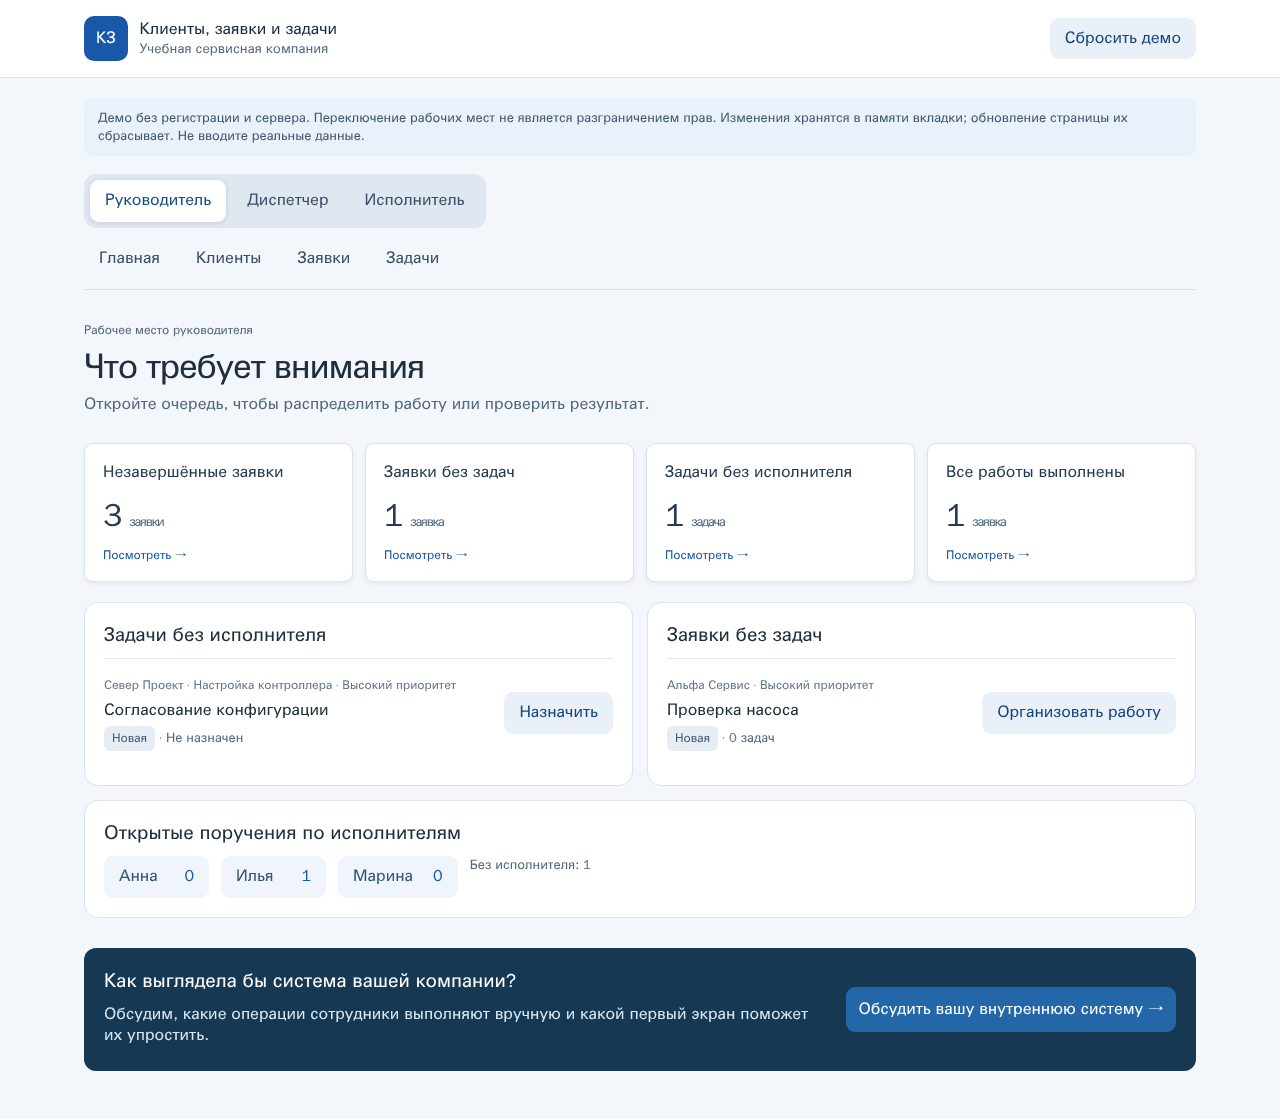 КЗ
Клиенты, заявки и задачи
Учебная сервисная компания
Сбросить демо
Демо без регистрации и сервера. Переключение рабочих мест не является разграничением прав. Изменения хранятся в памяти вкладки; обновление страницы их
сбрасывает. Не вводите реальные данные.
Руководитель Диспетчер Исполнитель
Главная Клиенты Заявки Задачи
Рабочее место руководителя
Что требует внимания
Откройте очередь, чтобы распределить работу или проверить результат.
Незавершённые заявки
3 заявки
Посмотреть →
Заявки без задач
1 заявка
Посмотреть →
Задачи без исполнителя
1 задача
Посмотреть →
Все работы выполнены
1 заявка
Посмотреть →
Задачи без исполнителя
Север Проект · Настройка контроллера · Высокий приоритет
Согласование конфигурации
Новая · Не назначен
Назначить
Заявки без задач
Альфа Сервис · Высокий приоритет
Проверка насоса
Новая · 0 задач
Организовать работу
Открытые поручения по исполнителям
Анна 0 Илья 1 Марина 0 Без исполнителя: 1
Как выглядела бы система вашей компании?
Обсудим, какие операции сотрудники выполняют вручную и какой первый экран поможет
их упростить.
Обсудить вашу внутреннюю систему →